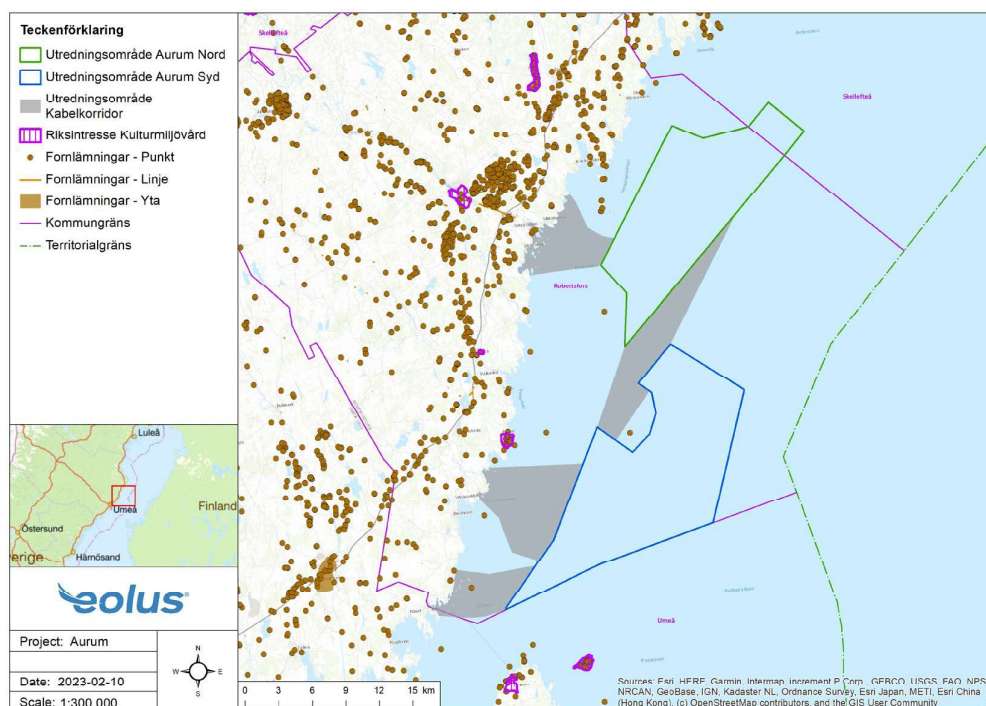 Teckenförklaring
Utredningsområde Aurum Nord
Utredningsområde Aurum Syd
Utredningsområde
Kabelkorridor
Riksintresse Kulturmiljövård
Fornlämningar - Punkt
Fornlämningar - Linje
Fornlämningar - Yta
Kommungräns
Territorialgräns
Skellefteå
Skellefteå
Robertsfors
Umeå
Luleå
Umeå
Finland
Östersund
Härnösand
erige
eolus
Project: Aurum
Date: 2023-02-10
Scale: 1:300 000
N
W
E
S
0 3 6 9 12 15 km
Sources: Esri, HERE, Garmin, Intermap, increment P Corp., GEBCO, USGS, FAO, NPS,
NRCAN, GeoBase, IGN, Kadaster NL, Ordnance Survey, Esri Japan, METI, Esri China
(Hong Kong), (c) OpenStreetMap contributors, and the GIS User Community